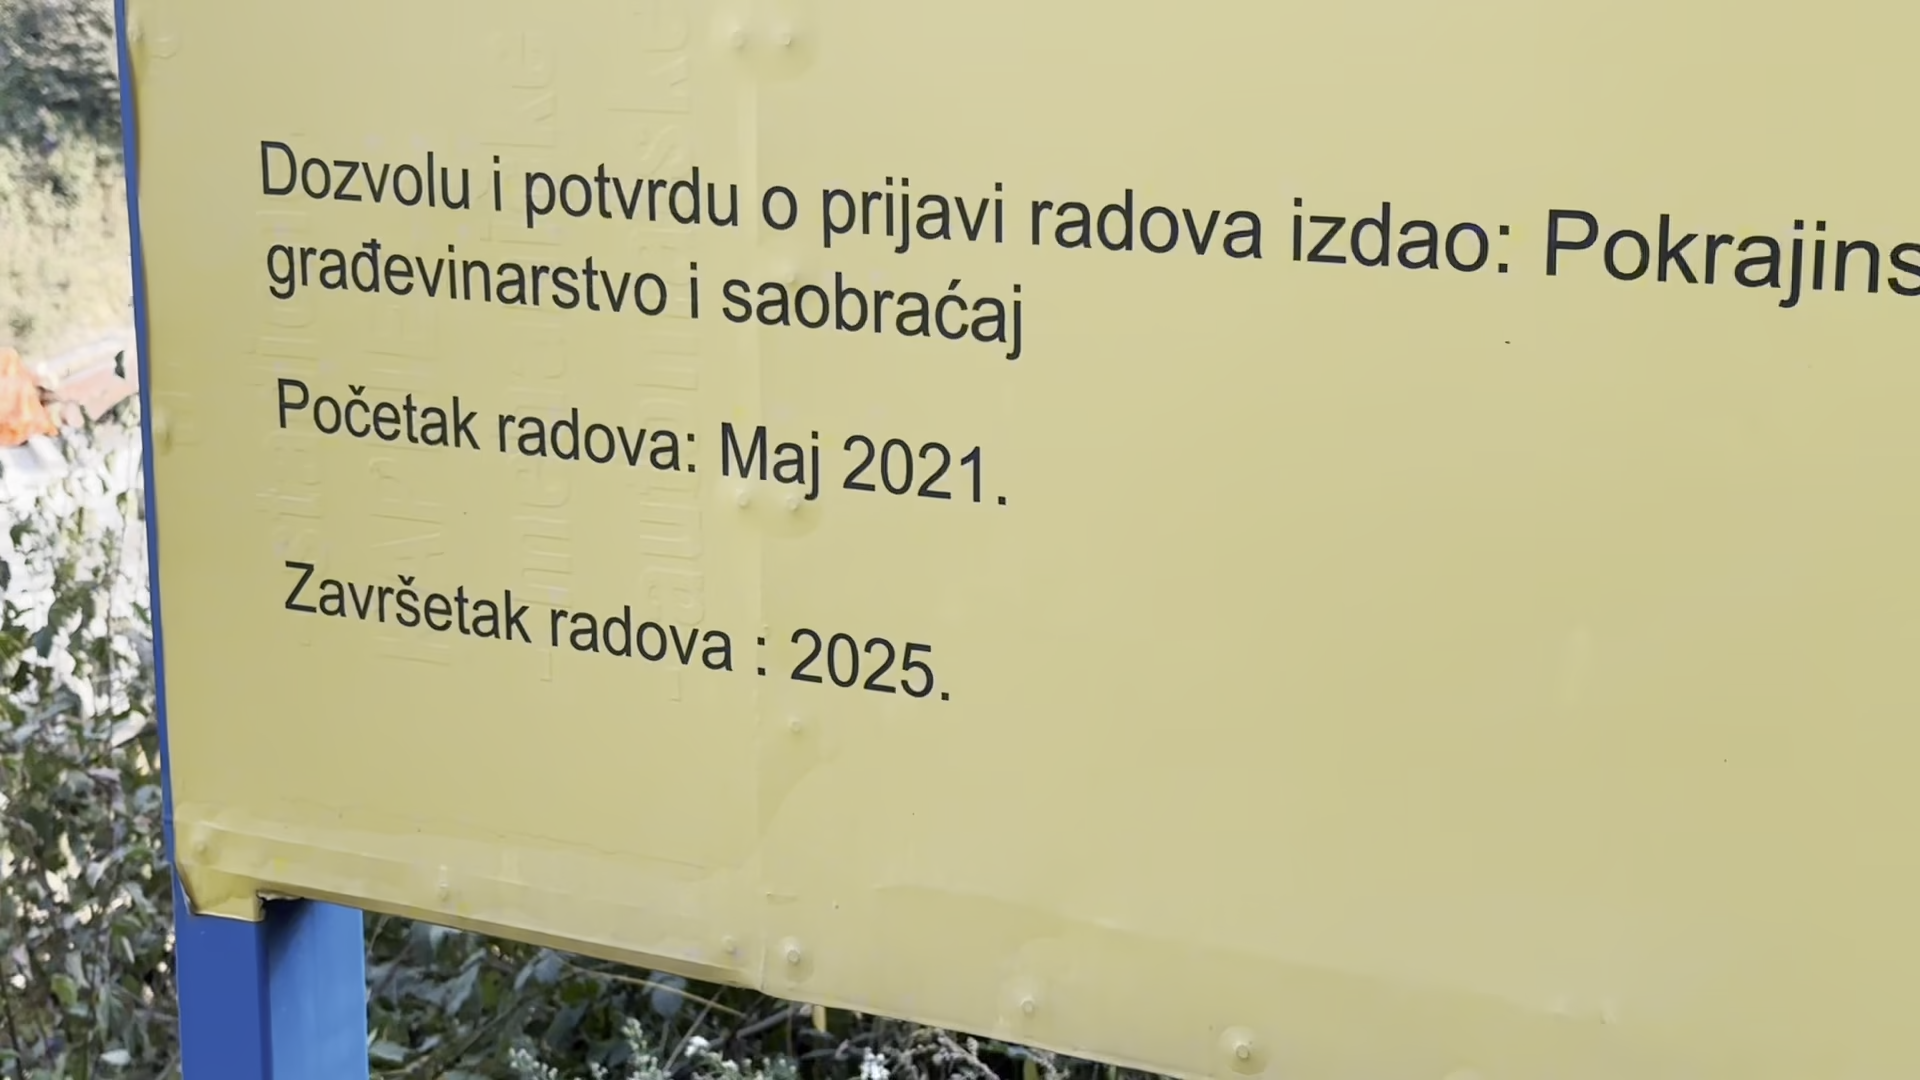 Dozvolu i potvrdu o prijavi radova izdao: Pokrajins
građevinarstvo i saobraćaj
Početak radova: Maj 2021.
Završetak radova : 2025.